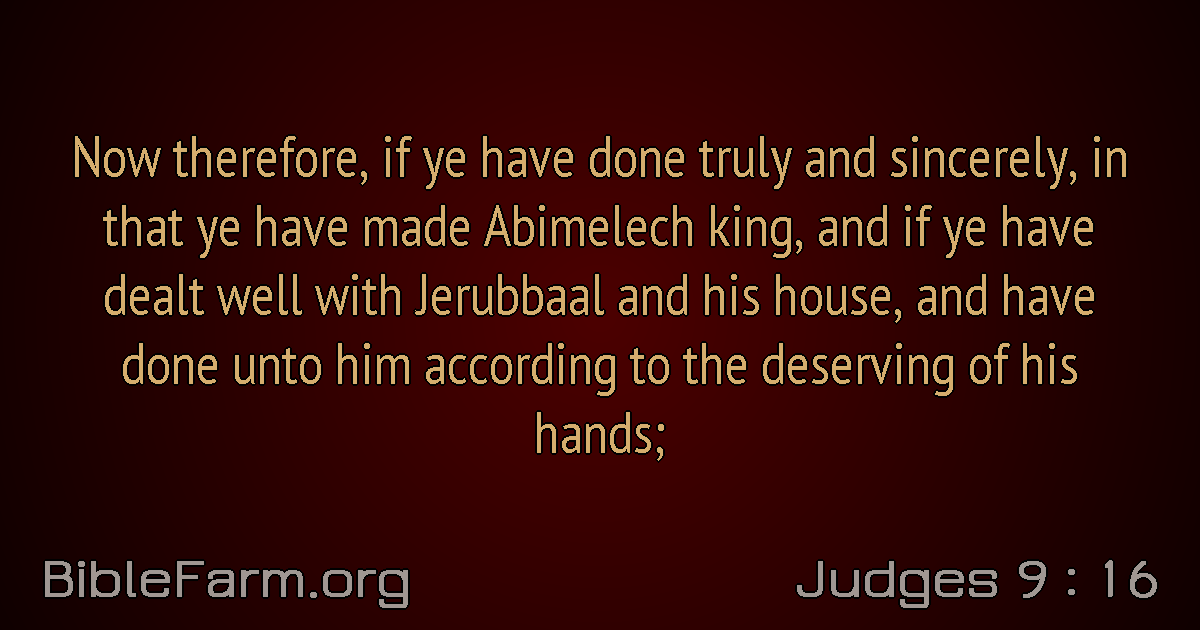 Now therefore, if ye have done truly and sincerely, in
that ye have made Abimelech king, and if ye have
dealt well with Jerubbaal and his house, and have
done unto him according to the deserving of his
hands;
BibleFarm.org
Judges 9 : 16